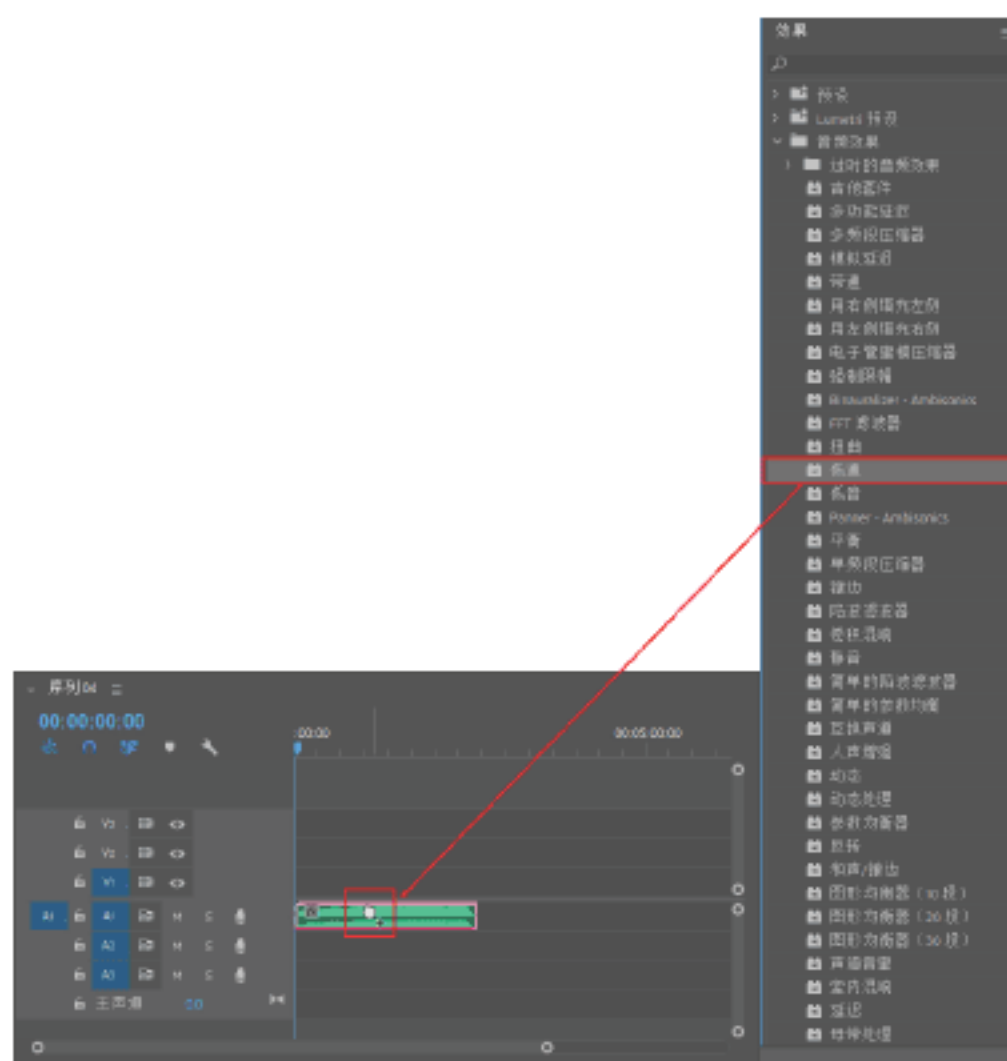 效果
预设
Lumetri 预设
音频效果
过时的音频效果
吉他套件
多功能延迟
多频段压缩器
模拟延迟
带通
用右侧填充左侧
用左侧填充右侧
电子管建模压缩器
强制限幅
Binauralizer - Ambisonics
FFT 滤波器
扭曲
低通
低音
Panner - Ambisonics
平衡
单频段压缩器
镶边
陷波滤波器
卷积混响
静音
简单的陷波滤波器
简单的参数均衡
互换声道
人声增强
动态
动态处理
参数均衡器
反转
和声/镶边
图形均衡器（10 段）
图形均衡器（20 段）
图形均衡器（30 段）
声道音量
室内混响
延迟
母带处理
序列04
00:00:00:00
:00:00
00:05:00:00
V3
V2
V1
A1 A1 M S
A2 M S
A3 M S
主声道 0.0